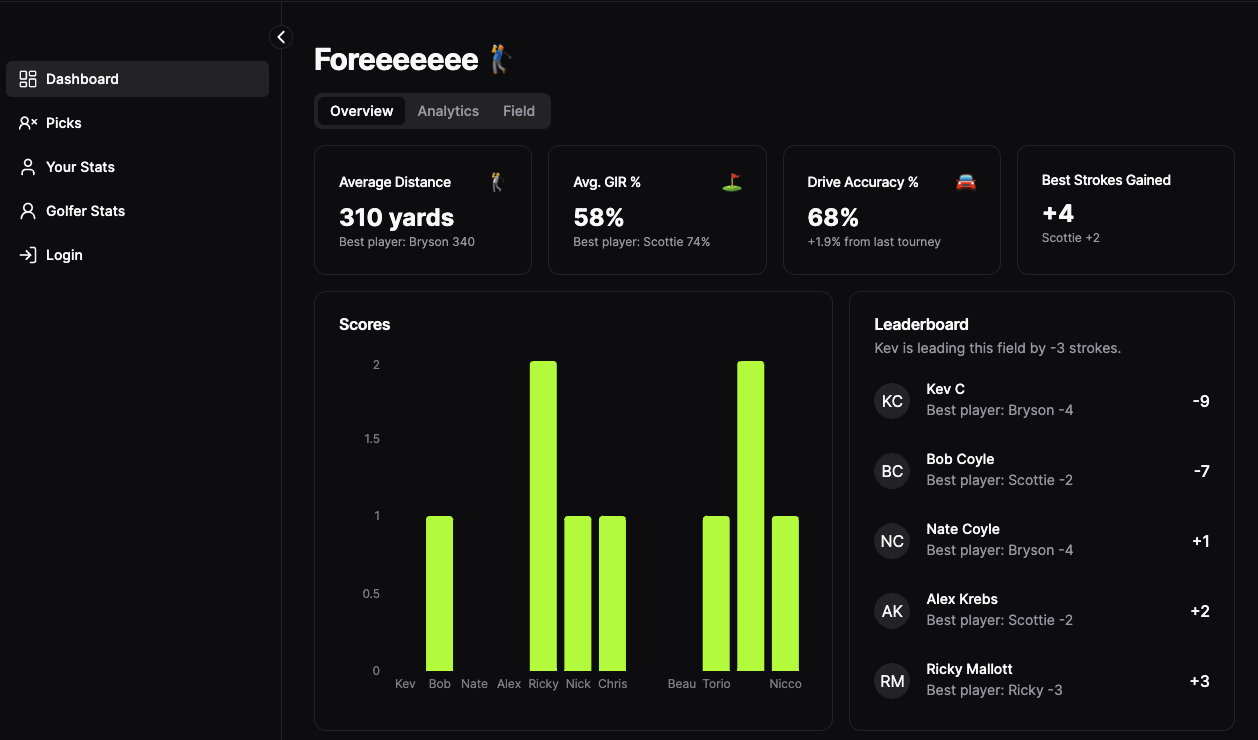 Foreeeeeee
Dashboard
Picks
Your Stats
Golfer Stats
Login
Overview Analytics Field
Average Distance
310 yards
Best player: Bryson 340
Avg. GIR %
58%
Best player: Scottie 74%
Drive Accuracy %
68%
+1.9% from last tourney
Best Strokes Gained
+4
Scottie +2
Scores
2
1.5
1
0.5
0
Kev Bob Nate Alex Ricky Nick Chris Beau Torio Nicco
Leaderboard
Kev is leading this field by -3 strokes.
KC Kev C -9
Best player: Bryson -4
BC Bob Coyle -7
Best player: Scottie -2
NC Nate Coyle +1
Best player: Bryson -4
AK Alex Krebs +2
Best player: Scottie -2
RM Ricky Mallott +3
Best player: Ricky -3